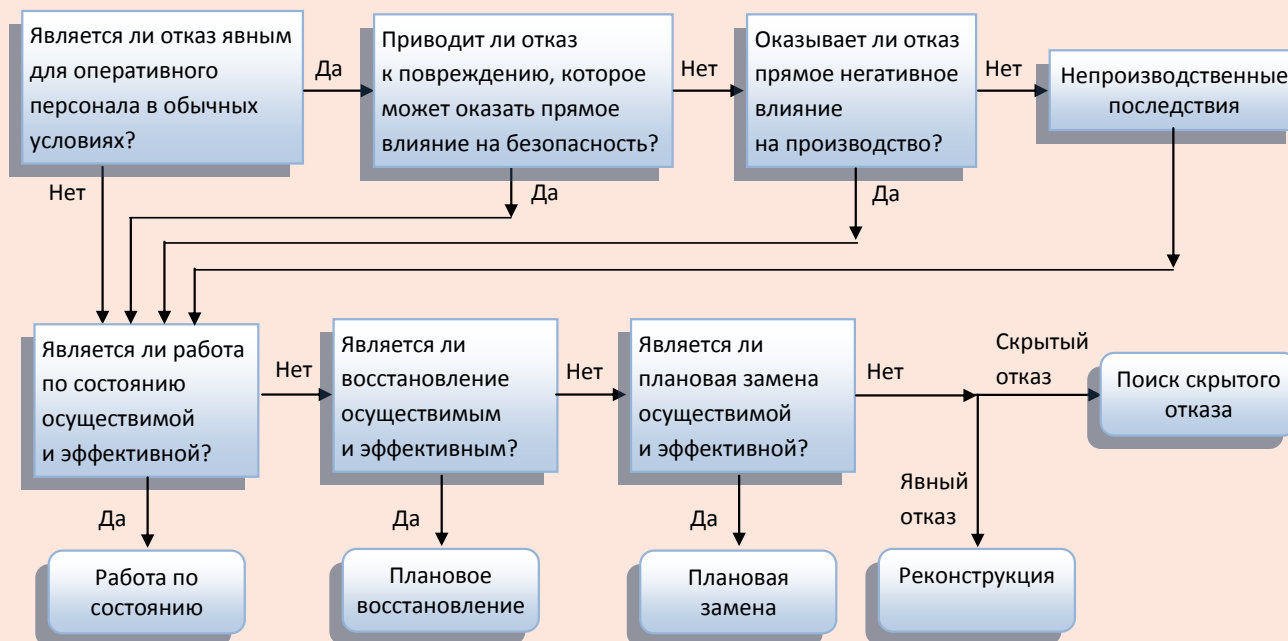 Является ли отказ явным
для оперативного
персонала в обычных
условиях?
Да
Приводит ли отказ
к повреждению, которое
может оказать прямое
влияние на безопасность?
Нет
Оказывает ли отказ
прямое негативное
влияние
на производство?
Нет
Непроизводственные
последствия
Нет
Да
Да
Является ли работа
по состоянию
осуществимой
и эффективной?
Нет
Является ли
восстановление
осуществимым
и эффективным?
Нет
Является ли
плановая замена
осуществимой
и эффективной?
Нет
Скрытый
отказ
Поиск скрытого
отказа
Явный
отказ
Да
Да
Да
Работа по
состоянию
Плановое
восстановление
Плановая
замена
Реконструкция